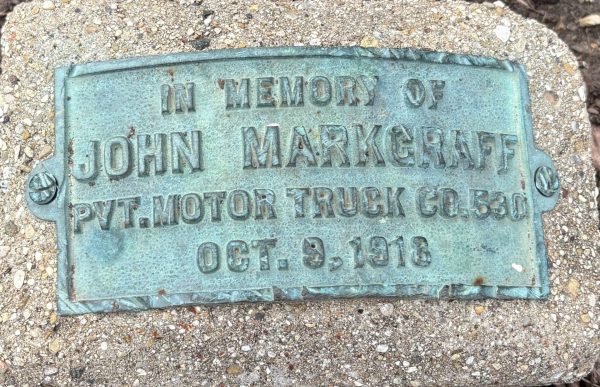 IN MEMORY OF
JOHN MARKGRAFF
PVT. MOTOR TRUCK CO. 530
OCT. 9, 1918